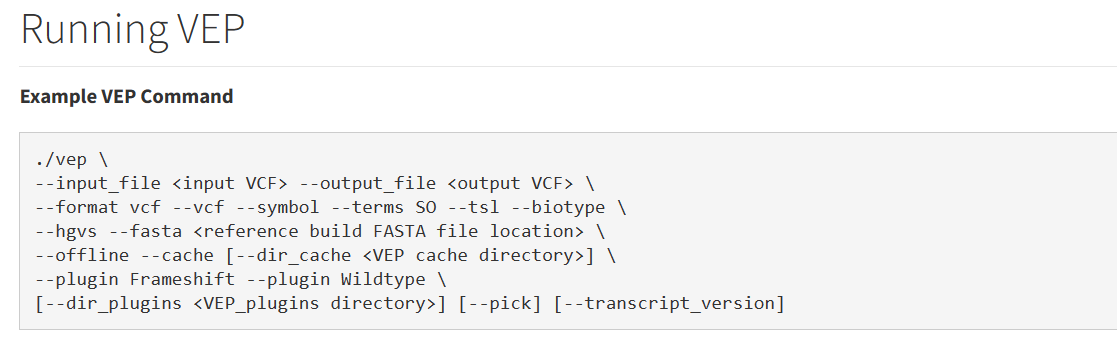 Running VEP
Example VEP Command
./vep \
--input_file <input VCF> --output_file <output VCF> \
--format vcf --vcf --symbol --terms SO --tsl --biotype \
--hgvs --fasta <reference build FASTA file location> \
--offline --cache [--dir_cache <VEP cache directory>] \
--plugin Frameshift --plugin Wildtype \
[--dir_plugins <VEP_plugins directory>] [--pick] [--transcript_version]